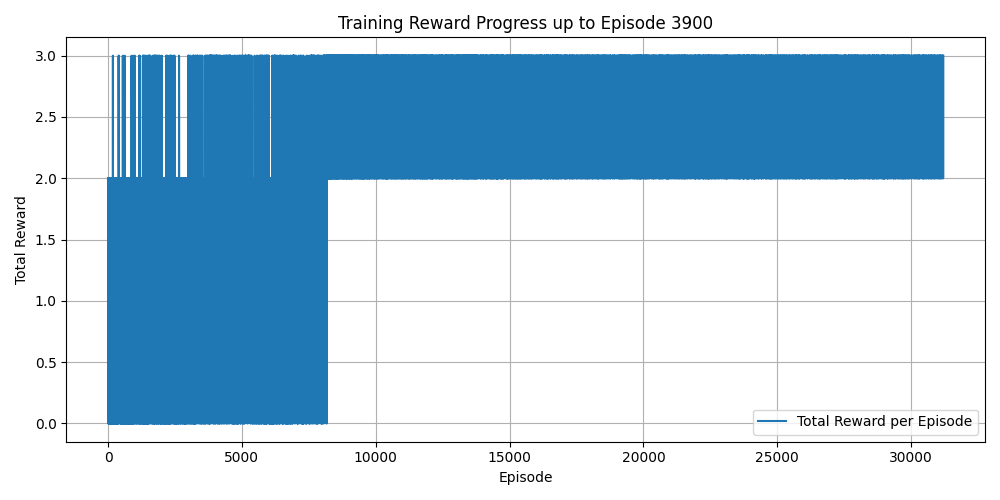 Training Reward Progress up to Episode 3900
3.0
2.5
2.0
1.5
1.0
0.5
0.0
Total Reward
Total Reward per Episode
0 5000 10000 15000 20000 25000 30000
Episode